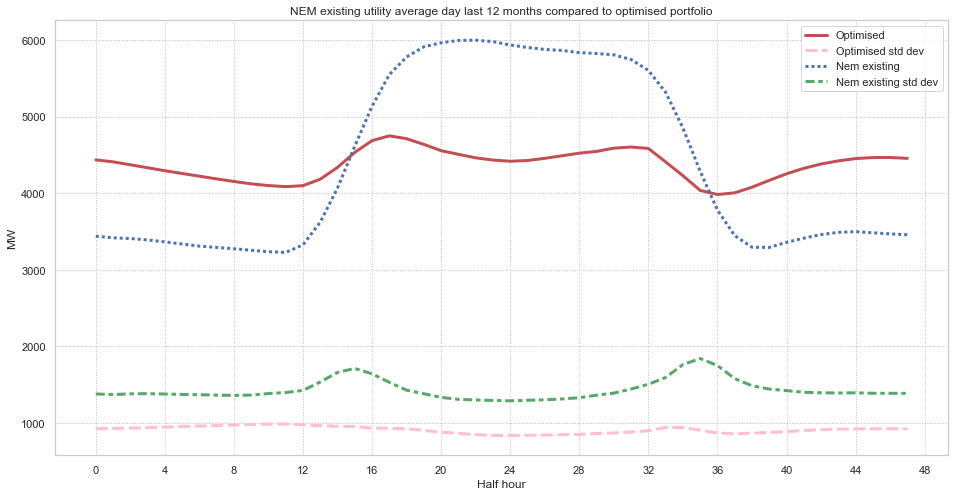 NEM existing utility average day last 12 months compared to optimised portfolio
Optimised
Optimised std dev
Nem existing
Nem existing std dev
MW
6000
5000
4000
3000
2000
1000
0 4 8 12 16 20 24 28 32 36 40 44 48
Half hour